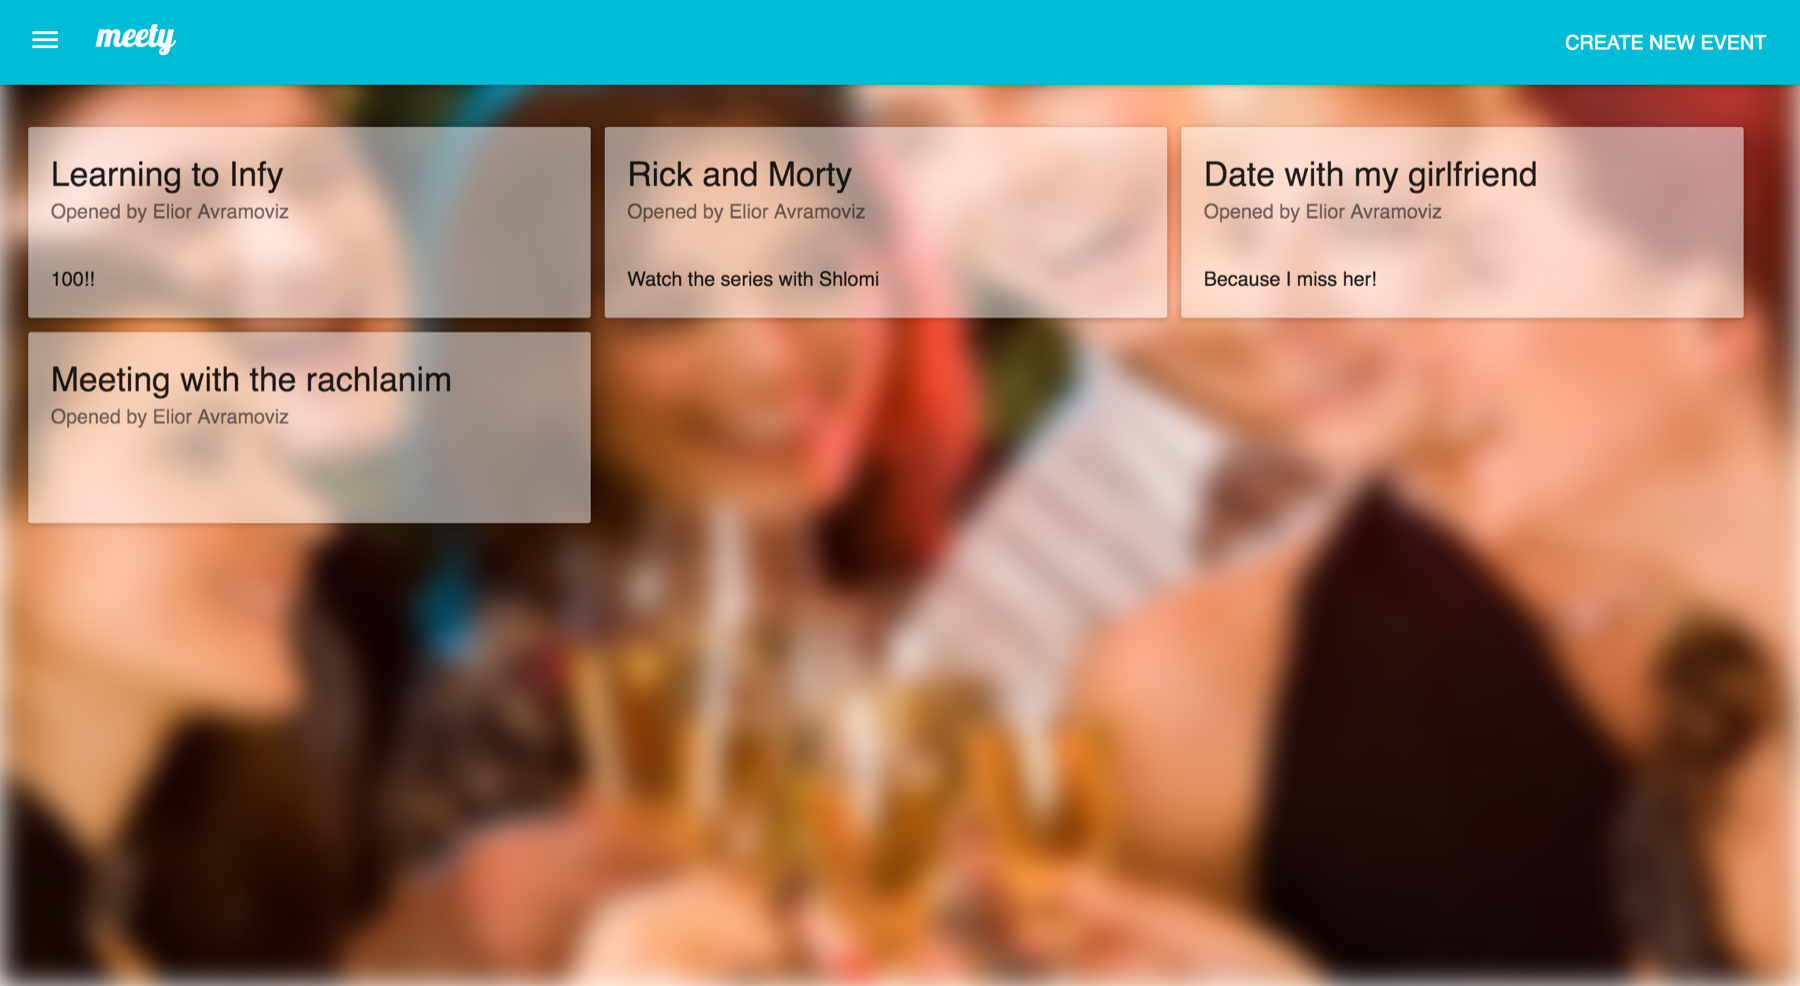 meety
CREATE NEW EVENT
Learning to Infy
Opened by Elior Avramoviz
100!!
Rick and Morty
Opened by Elior Avramoviz
Watch the series with Shlomi
Date with my girlfriend
Opened by Elior Avramoviz
Because I miss her!
Meeting with the rachlanim
Opened by Elior Avramoviz